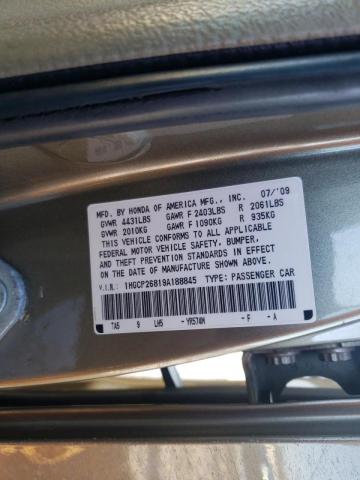 MFD. BY HONDA OF AMERICA MFG., INC. 07/'09
GVWR 4431LBS GAWR F 2403LBS R 2061LBS
GVWR 2010KG GAWR F 1090KG R 935KG
THIS VEHICLE CONFORMS TO ALL APPLICABLE
FEDERAL MOTOR VEHICLE SAFETY, BUMPER,
AND THEFT PREVENTION STANDARDS IN EFFECT
ON THE DATE OF MANUFACTURE SHOWN ABOVE.
V.I.N.: 1HGCP26819A188845 TYPE: PASSENGER CAR
TA5 9 LH5 - YR574M - F - A